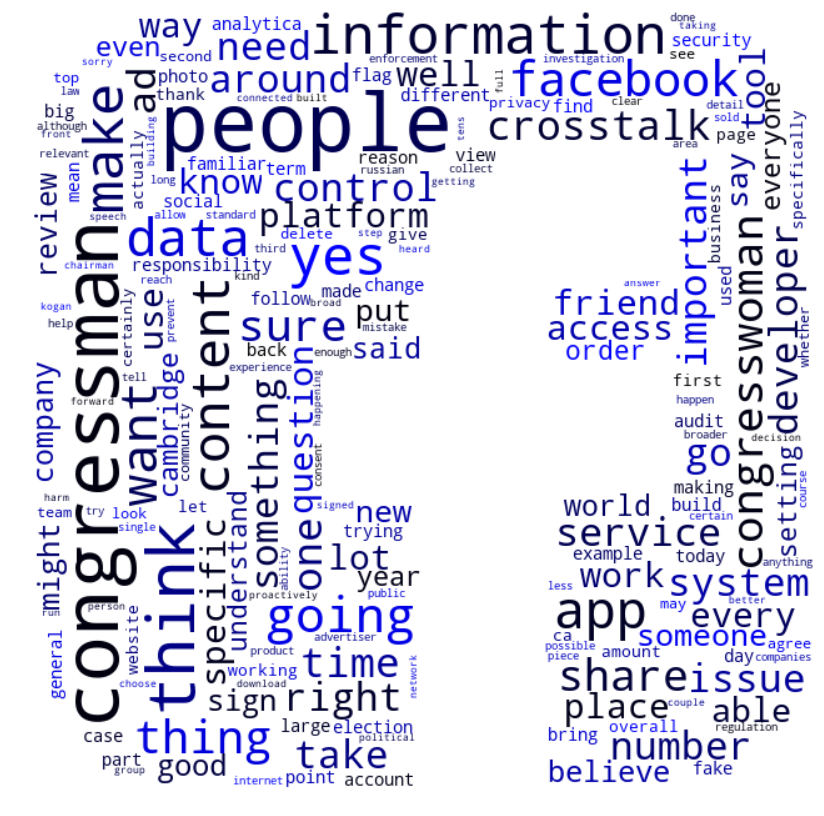 way analytica information done taking
even second need enforcement investigation security see
sorry top law photo around flag well full facebook tool
big thank ad connected built different privacy find clear detail sold
although front people tens crosstalk page everyone
relevant actually building reason russian view collect area specifically
mean make familiar term getting
review long know control important say
speech social allow standard platform business
data delete step give third heard
chairman responsibility yes kind answer used
reach follow broad made change friend developer
kogan prevent put access congresswoman
help certainly use sure mistake order whether
congressman content back enough said
tell cambridge experience first
company forward want community something question happening happen
audit broader decision
go
consent making setting course
harm let world build certain
team try look signed new service
single trying example today anything
might think specific understand one lot work system
ability year less
run person proactively public app may better every
general website going advertiser ca someone agree
possible piece amount day companies
choose product working time network share issue
download sign right place couple able
case thing large election political bring overall regulation
part group good take number
internet point account believe fake